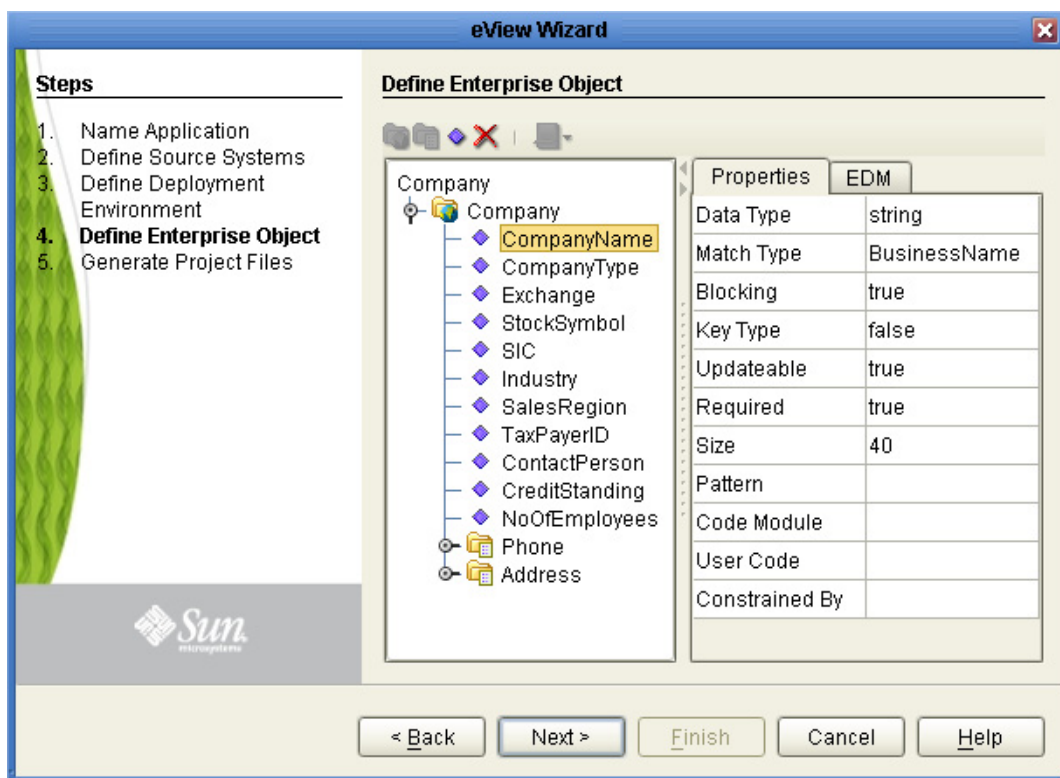 eView Wizard
Steps
1. Name Application
2. Define Source Systems
3. Define Deployment
Environment
4. Define Enterprise Object
5. Generate Project Files
Sun
microsystems
Define Enterprise Object
Company
Company
CompanyName
CompanyType
Exchange
StockSymbol
SIC
Industry
SalesRegion
TaxPayerID
ContactPerson
CreditStanding
NoOfEmployees
Phone
Address
Properties EDM
Data Type string
Match Type BusinessName
Blocking true
Key Type false
Updateable true
Required true
Size 40
Pattern
Code Module
User Code
Constrained By
< Back Next > Finish Cancel Help